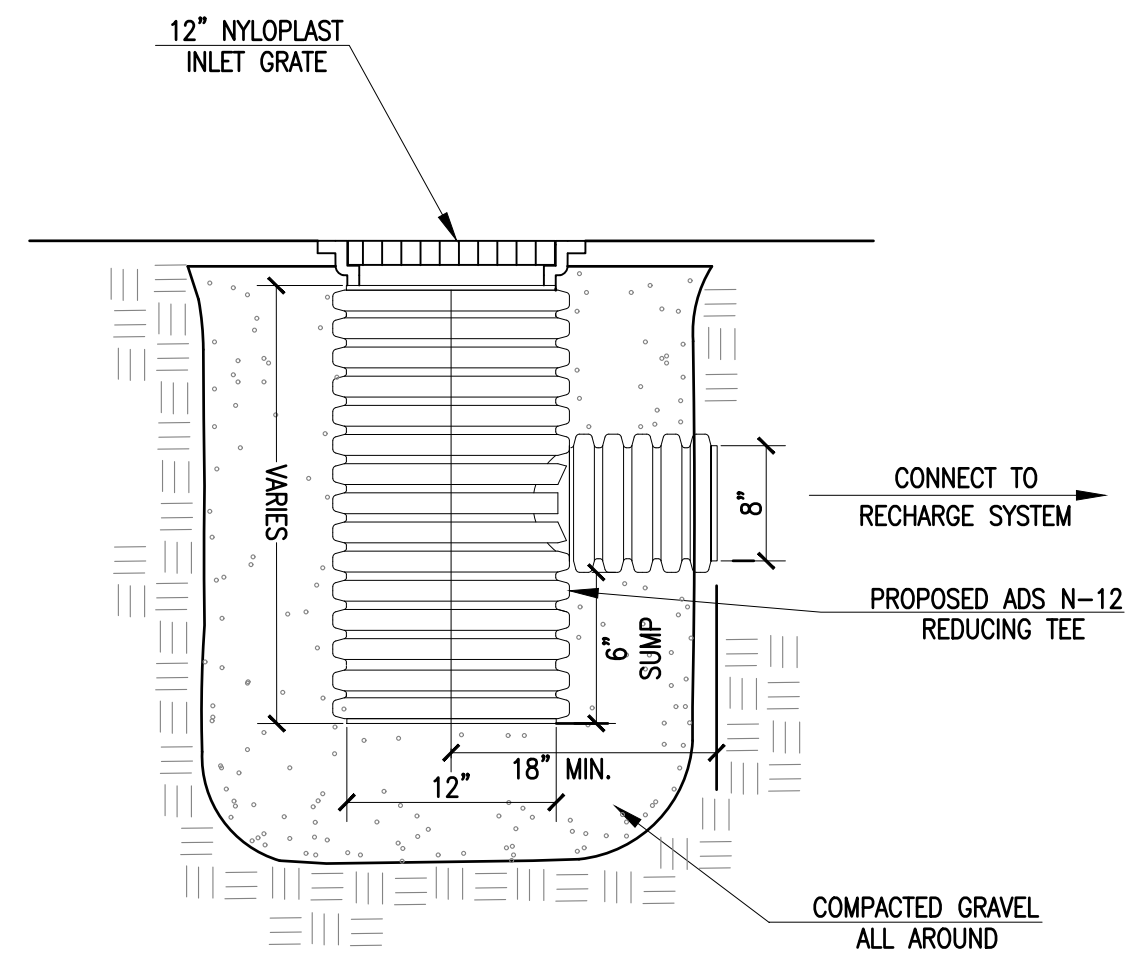 12" NYLOPLAST
INLET GRATE
VARIES
8"
CONNECT TO
RECHARGE SYSTEM
PROPOSED ADS N-12
REDUCING TEE
6"
SUMP
18" MIN.
12"
COMPACTED GRAVEL
ALL AROUND